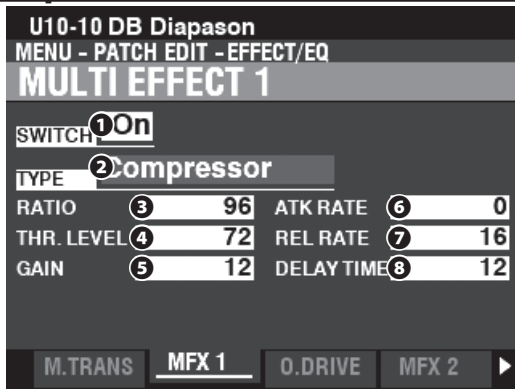 U10-10 DB Diapason
MENU - PATCH EDIT - EFFECT/EQ
MULTI EFFECT 1
SWITCH 1 On
TYPE 2 Compressor
RATIO 3 96 ATK RATE 6 0
THR. LEVEL 4 72 REL RATE 7 16
GAIN 5 12 DELAY TIME 8 12
M.TRANS MFX 1 O.DRIVE MFX 2